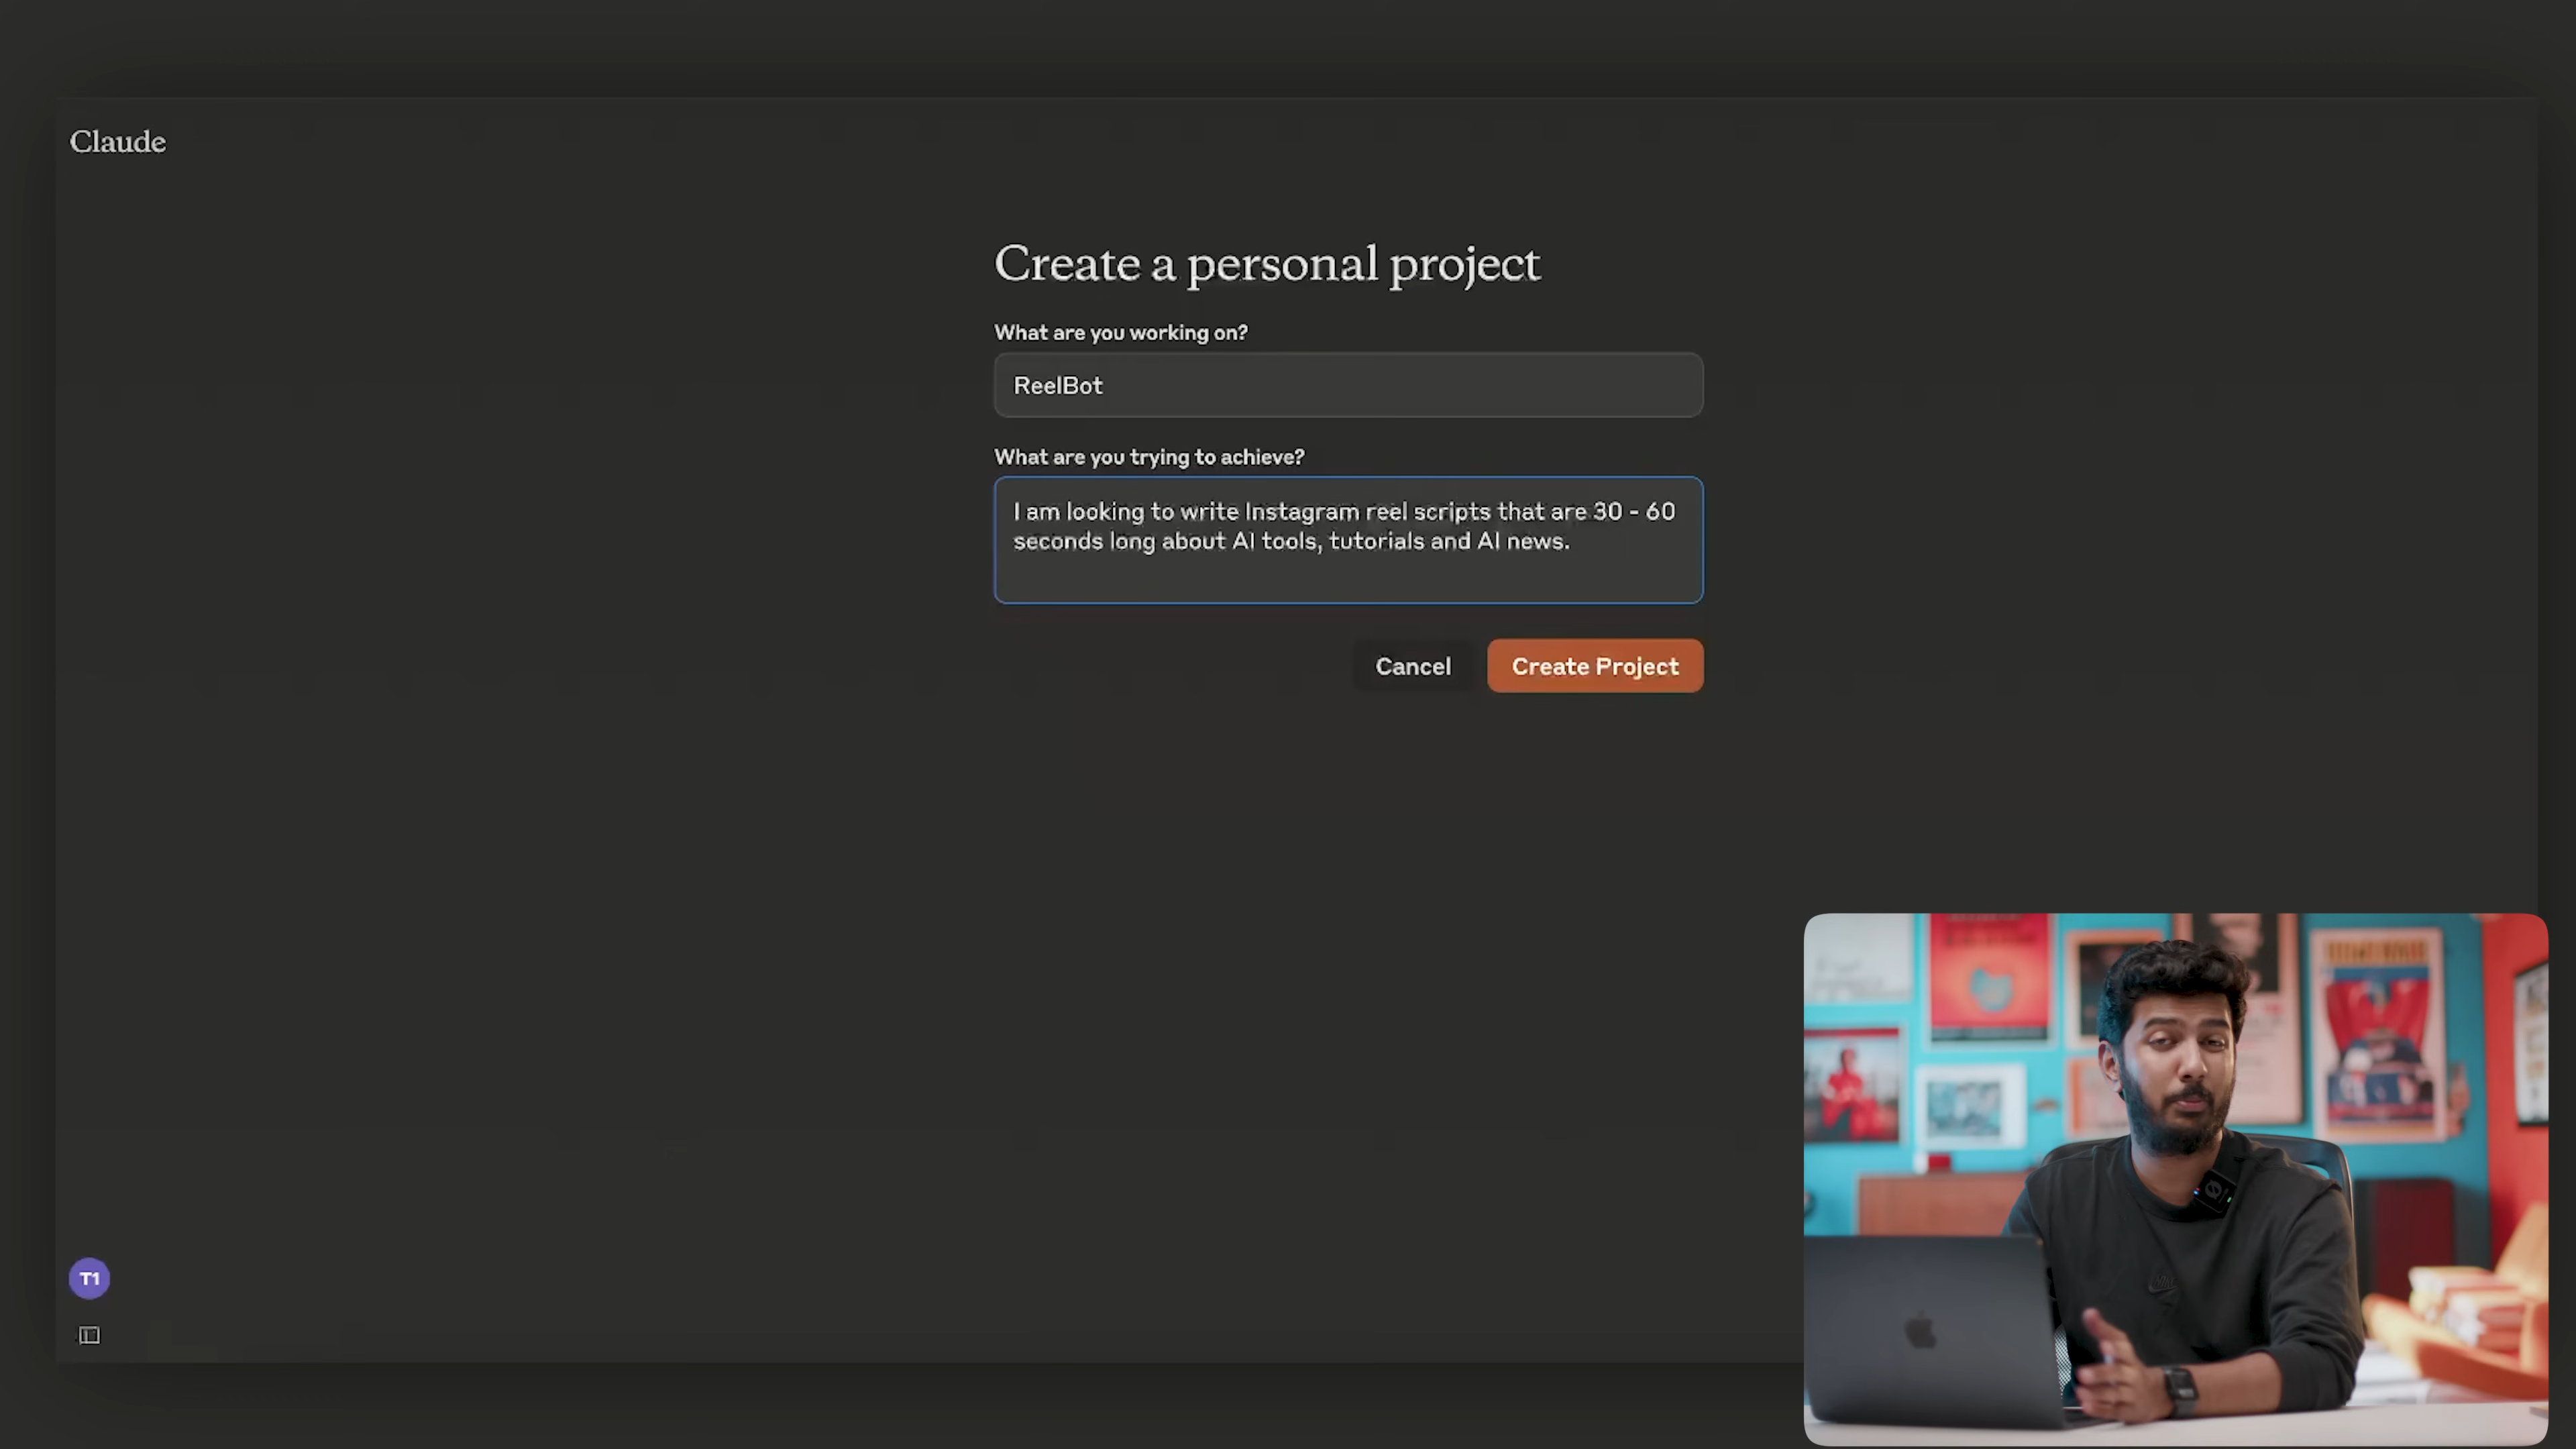 Claude
Create a personal project
What are you working on?
ReelBot
What are you trying to achieve?
I am looking to write Instagram reel scripts that are 30 - 60
seconds long about AI tools, tutorials and AI news.
Cancel
Create Project
T1